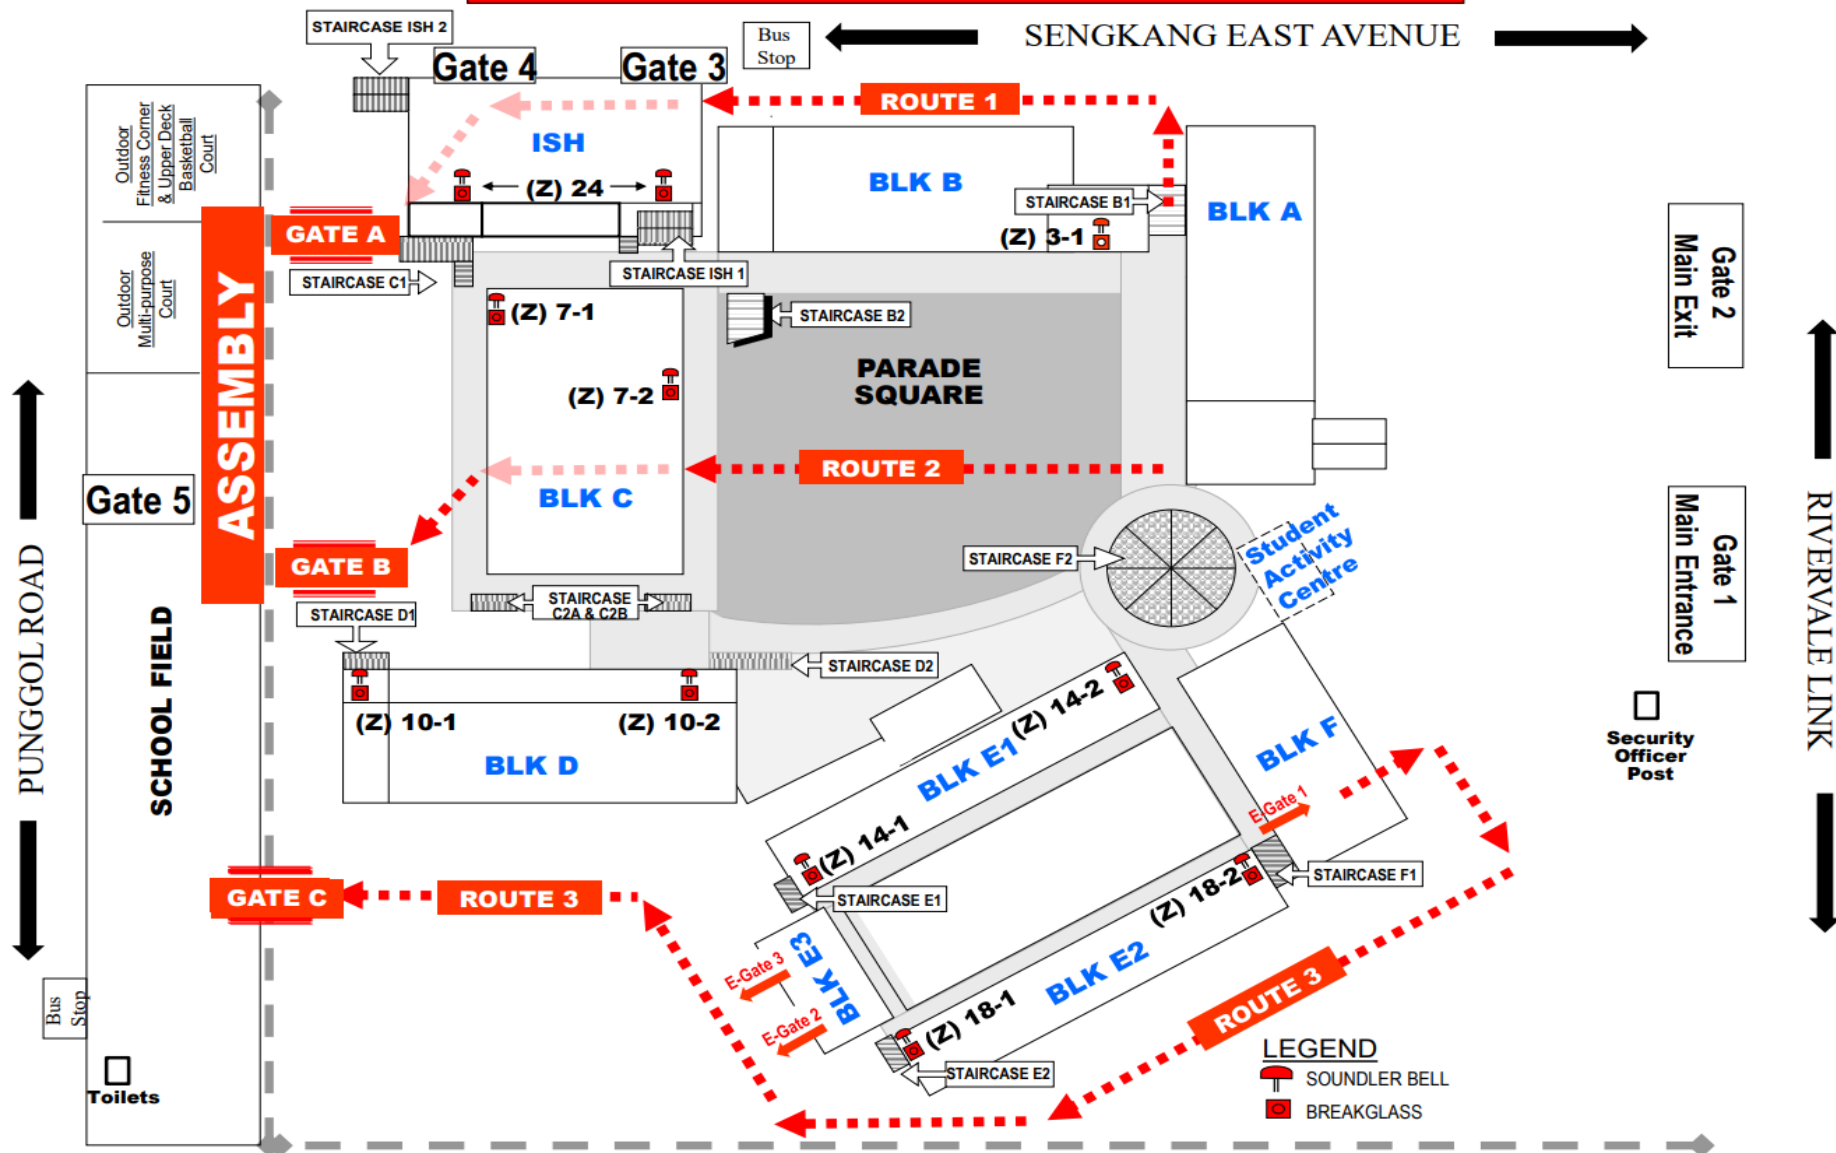 STAIRCASE ISH 2
Gate 4
Gate 3
Bus
Stop
SENGKANG EAST AVENUE
ROUTE 1
Outdoor
Fitness Corner
& Upper Deck
Basketball
Court
ISH
(Z) 24
BLK B
STAIRCASE B1
BLK A
(Z) 3-1
GATE A
STAIRCASE C1
STAIRCASE ISH 1
Gate 2
Main Exit
Outdoor
Multi-purpose
Court
ASSEMBLY
(Z) 7-1
STAIRCASE B2
(Z) 7-2
PARADE
SQUARE
ROUTE 2
BLK C
Gate 5
Gate 1
Main Entrance
Student
Activity
Centre
STAIRCASE F2
GATE B
STAIRCASE
C2A & C2B
STAIRCASE D1
PUNGGOL ROAD
SCHOOL FIELD
RIVERVALE LINK
STAIRCASE D2
(Z) 10-1
(Z) 10-2
BLK D
(Z) 14-2
BLK E1
BLK F
Security
Officer
Post
E-Gate 1
(Z) 14-1
(Z) 18-2
STAIRCASE F1
GATE C
ROUTE 3
STAIRCASE E1
BLK E3
E-Gate 3
E-Gate 2
BLK E2
ROUTE 3
(Z) 18-1
STAIRCASE E2
Bus
Stop
Toilets
LEGEND
SOUNDLER BELL
BREAKGLASS